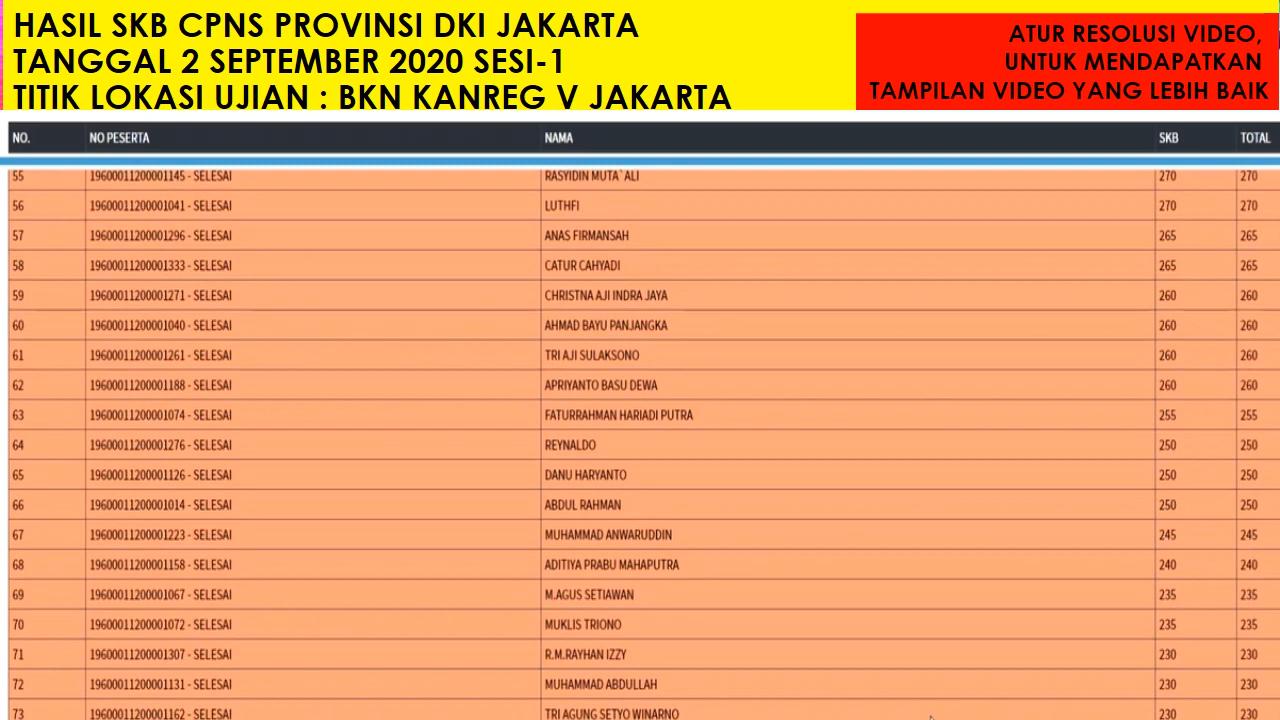 HASIL SKB CPNS PROVINSI DKI JAKARTA
TANGGAL 2 SEPTEMBER 2020 SESI-1
TITIK LOKASI UJIAN : BKN KANREG V JAKARTA
ATUR RESOLUSI VIDEO,
UNTUK MENDAPATKAN
TAMPILAN VIDEO YANG LEBIH BAIK
NO. NO PESERTA NAMA SKB TOTAL
55 19600011200001145 - SELESAI RASYIDIN MUTA`ALI 270 270
56 19600011200001041 - SELESAI LUTHFI 270 270
57 19600011200001296 - SELESAI ANAS FIRMANSAH 265 265
58 19600011200001333 - SELESAI CATUR CAHYADI 265 265
59 19600011200001271 - SELESAI CHRISTNA AJI INDRA JAYA 260 260
60 19600011200001040 - SELESAI AHMAD BAYU PANJANGKA 260 260
61 19600011200001261 - SELESAI TRI AJI SULAKSONO 260 260
62 19600011200001188 - SELESAI APRIYANTO BASU DEWA 260 260
63 19600011200001074 - SELESAI FATURRAHMAN HARIADI PUTRA 255 255
64 19600011200001276 - SELESAI REYNALDO 250 250
65 19600011200001126 - SELESAI DANU HARYANTO 250 250
66 19600011200001014 - SELESAI ABDUL RAHMAN 250 250
67 19600011200001223 - SELESAI MUHAMMAD ANWARUDDIN 245 245
68 19600011200001158 - SELESAI ADITIYA PRABU MAHAPUTRA 240 240
69 19600011200001067 - SELESAI M.AGUS SETIAWAN 235 235
70 19600011200001072 - SELESAI MUKLIS TRIONO 235 235
71 19600011200001307 - SELESAI R.M.RAYHAN IZZY 230 230
72 19600011200001131 - SELESAI MUHAMMAD ABDULLAH 230 230
73 19600011200001162 - SELESAI TRI AGUNG SETYO WINARNO 230 230